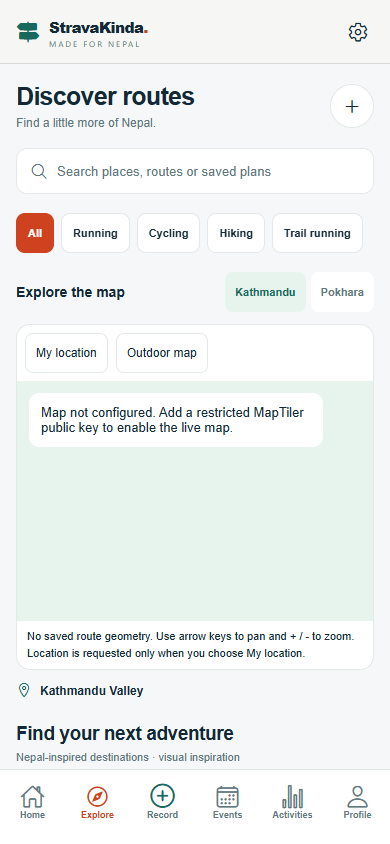 StravaKinda.
MADE FOR NEPAL
Discover routes
Find a little more of Nepal.
Search places, routes or saved plans
All
Running
Cycling
Hiking
Trail running
Explore the map
Kathmandu
Pokhara
My location
Outdoor map
Map not configured. Add a restricted MapTiler
public key to enable the live map.
No saved route geometry. Use arrow keys to pan and + / - to zoom.
Location is requested only when you choose My location.
Kathmandu Valley
Find your next adventure
Nepal-inspired destinations · visual inspiration
Home
Explore
Record
Events
Activities
Profile